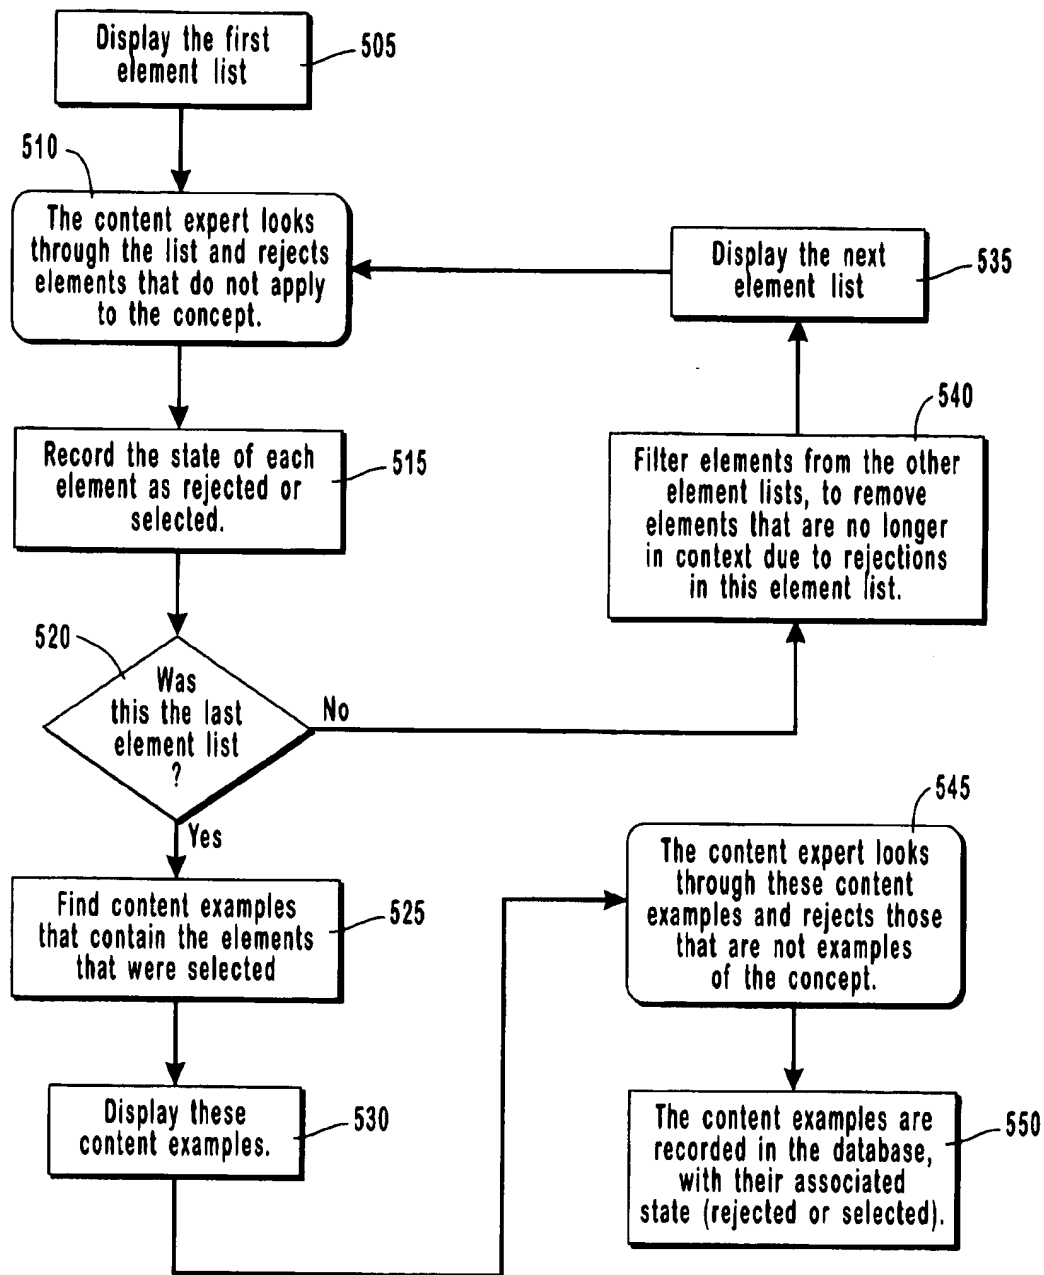 Display the first
element list
505
510
The content expert looks
through the list and rejects
elements that do not apply
to the concept.
Display the next
element list
535
Record the state of each
element as rejected or
selected.
515
540
Filter elements from the other
element lists, to remove
elements that are no longer
in context due to rejections
in this element list.
520
Was
this the last
element list
?
No
Yes
Find content examples
that contain the elements
that were selected
525
545
The content expert looks
through these content
examples and rejects those
that are not examples
of the concept.
Display these
content examples.
530
The content examples are
recorded in the database,
with their associated
state (rejected or selected).
550